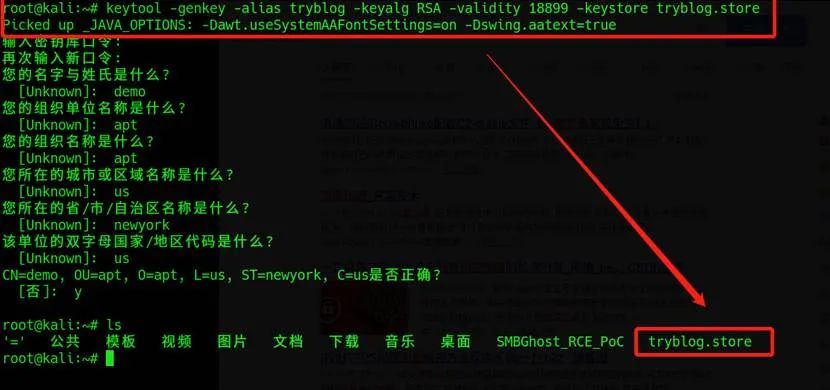 root@kali:~# keytool -genkey -alias tryblog -keyalg RSA -validity 18899 -keystore tryblog.store
Picked up _JAVA_OPTIONS: -Dawt.useSystemAAFontSettings=on -Dswing.aatext=true
输入密钥库口令:
再次输入新口令:
您的名字与姓氏是什么?
[Unknown]: demo
您的组织单位名称是什么?
[Unknown]: apt
您的组织名称是什么?
[Unknown]: apt
您所在的城市或区域名称是什么?
[Unknown]: us
您所在的省/市/自治区名称是什么?
[Unknown]: newyork
该单位的双字母国家/地区代码是什么?
[Unknown]: us
CN=demo, OU=apt, O=apt, L=us, ST=newyork, C=us是否正确?
[否]: y
root@kali:~# ls
'=' 公共 模板 视频 图片 文档 下载 音乐 桌面 SMBGhost_RCE_PoC tryblog.store
root@kali:~#